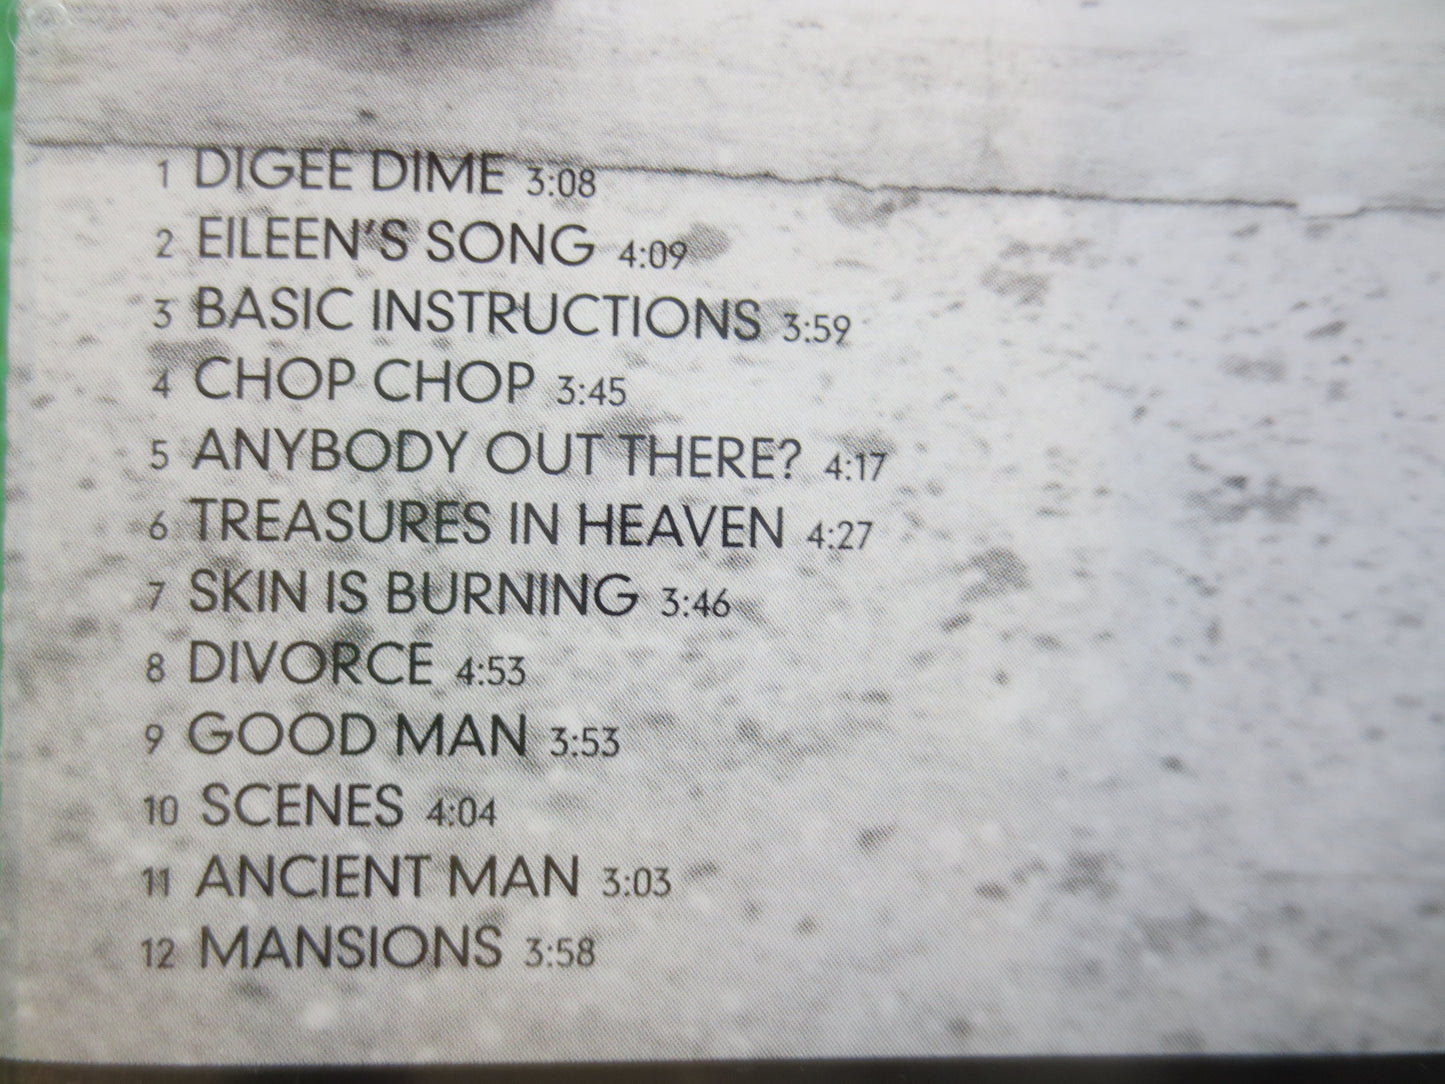 1 DIGEE DIME 3:08
2 EILEEN'S SONG 4:09
3 BASIC INSTRUCTIONS 3:59
4 CHOP CHOP 3:45
5 ANYBODY OUT THERE? 4:17
6 TREASURES IN HEAVEN 4:27
7 SKIN IS BURNING 3:46
8 DIVORCE 4:53
9 GOOD MAN 3:53
10 SCENES 4:04
11 ANCIENT MAN 3:03
12 MANSIONS 3:58